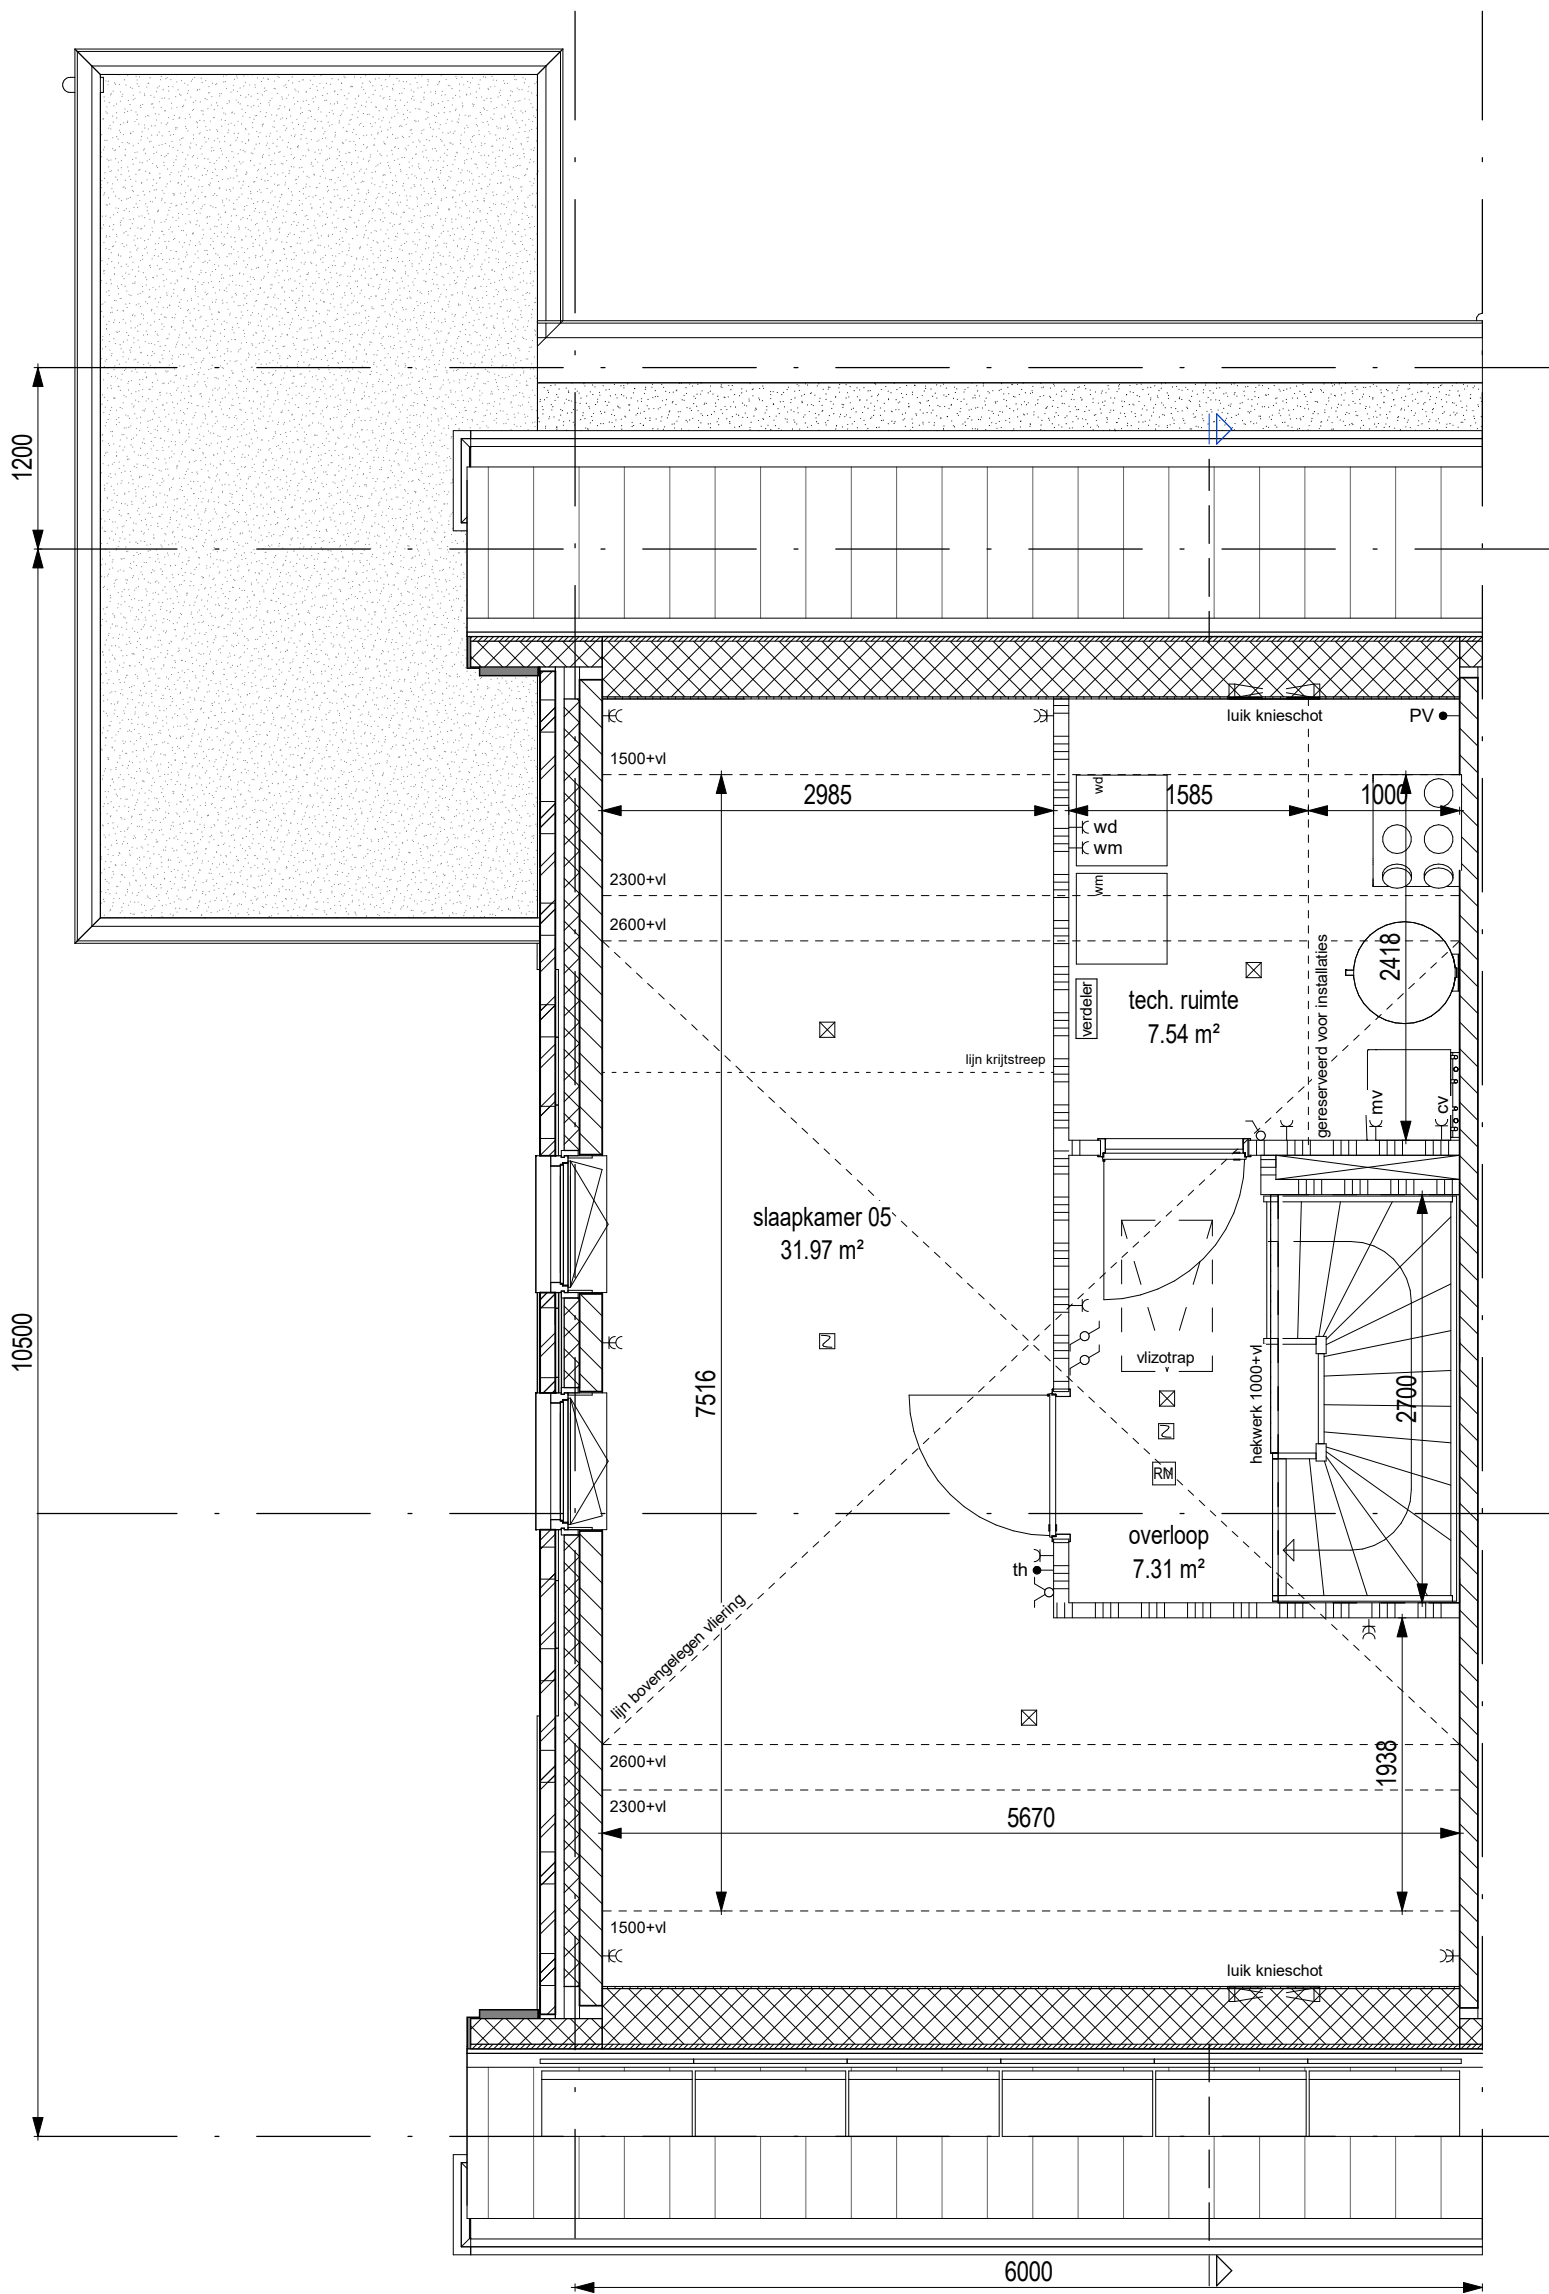 1200
luik knieschot
PV
1500+vl
2985
wd
1585
1000
wd
wm
2300+vl
wm
2600+vl
2418
verdeler
tech. ruimte
7.54 m²
gereserveerd voor installaties
lijn krijtstreep
mv
cv
slaapkamer 05
31.97 m²
10500
vlizotrap
hekwerk 1000+vl
2700
7516
RM
overloop
7.31 m²
th
lijn bovengelegen vliering
2600+vl
1938
2300+vl
5670
1500+vl
luik knieschot
6000